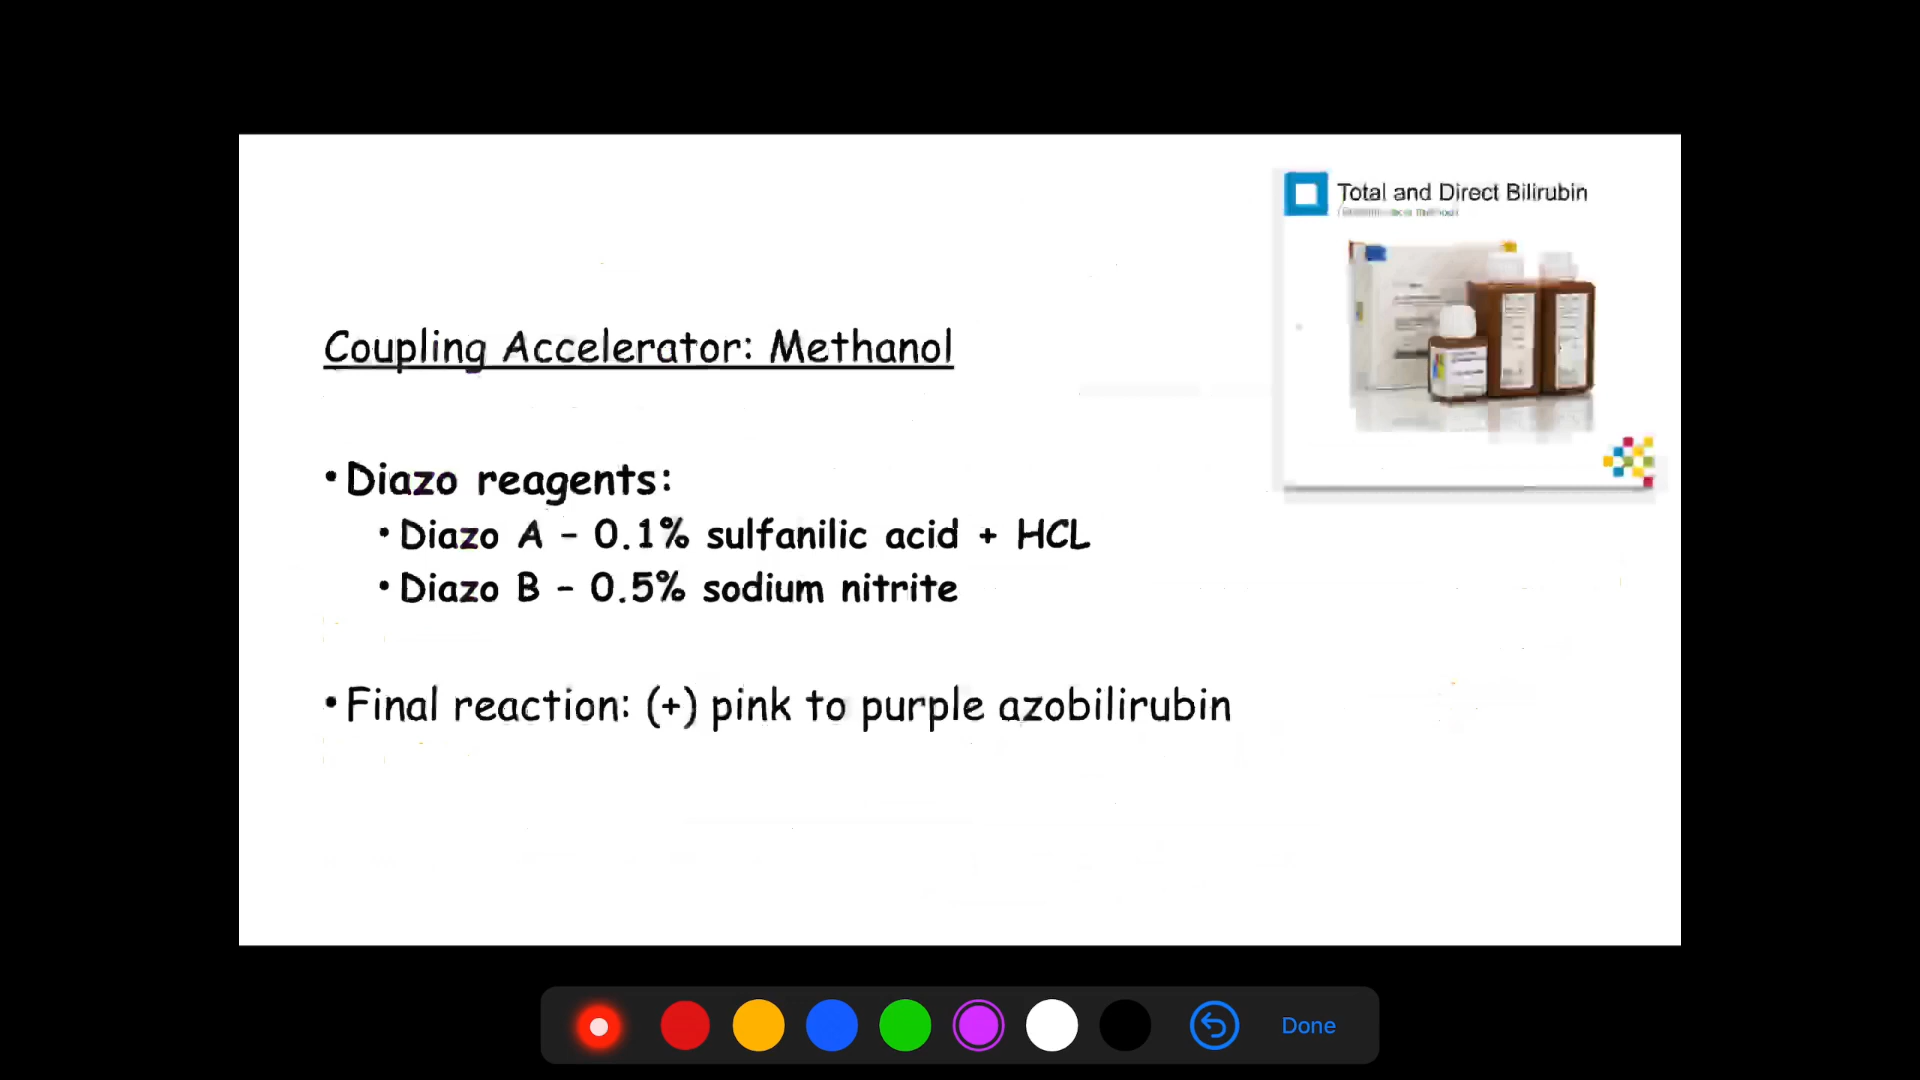 Total and Direct Bilirubin
Coupling Accelerator: Methanol
• Diazo reagents:
• Diazo A – 0.1% sulfanilic acid + HCL
• Diazo B – 0.5% sodium nitrite
• Final reaction: (+) pink to purple azobilirubin
Done